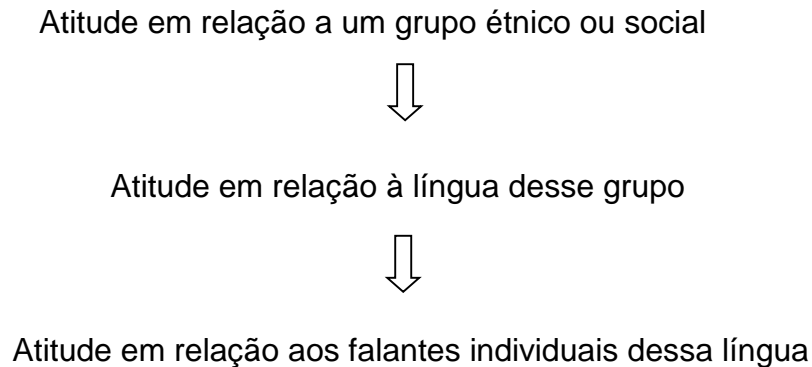 Atitude em relação a um grupo étnico ou social
Atitude em relação à língua desse grupo
Atitude em relação aos falantes individuais dessa língua